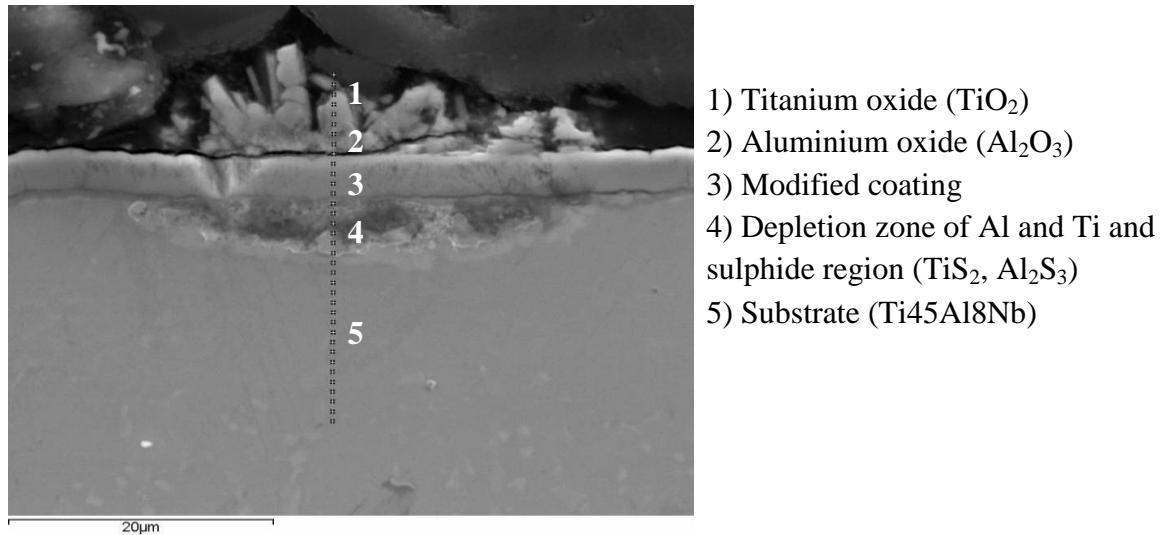 1
2
3
4
5
20μm
1) Titanium oxide (TiO₂)
2) Aluminium oxide (Al₂O₃)
3) Modified coating
4) Depletion zone of Al and Ti and
sulphide region (TiS₂, Al₂S₃)
5) Substrate (Ti45Al8Nb)